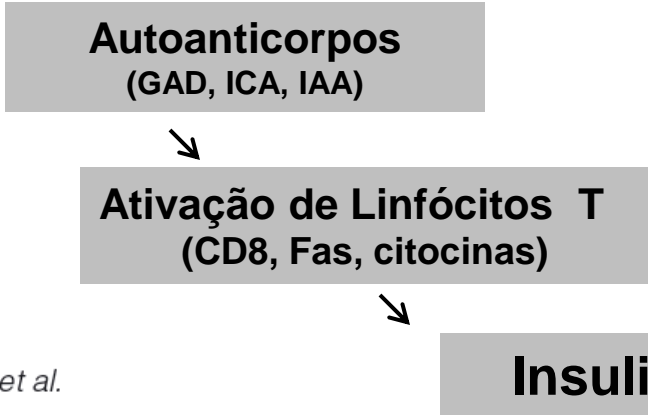 Autoanticorpos
(GAD, ICA, IAA)
Ativação de Linfócitos T
(CD8, Fas, citocinas)
et al.
Insuli